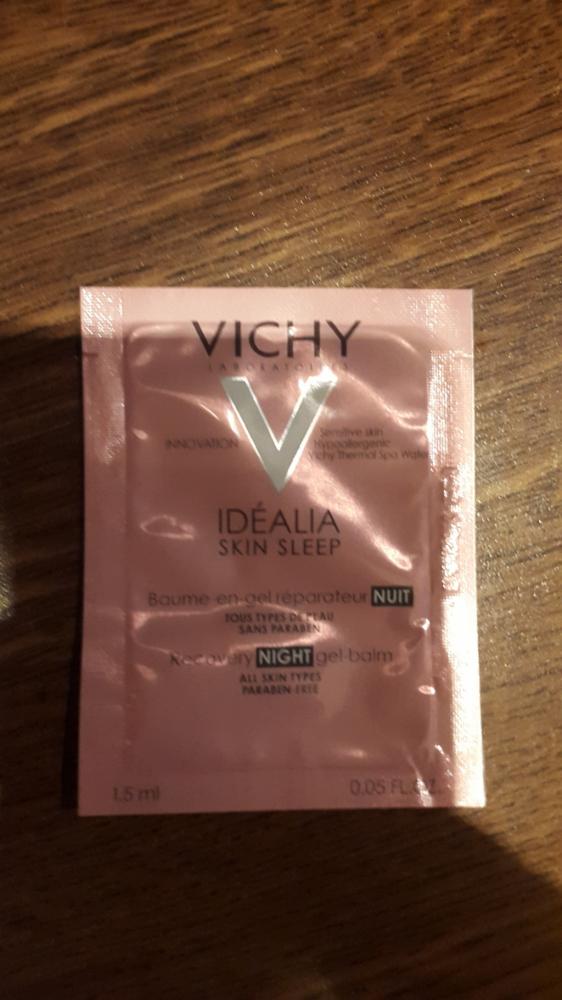 VICHY
LABORATOIRES
INNOVATION
Sensitive skin
Hypoallergenic
Vichy Thermal Spa Water
IDÉALIA
SKIN SLEEP
Baume-en-gel réparateur NUIT
TOUS TYPES DE PEAU
SANS PARABEN
Recovery NIGHT gel-balm
ALL SKIN TYPES
PARABEN-FREE
1.5 ml
0.05 FL.OZ.